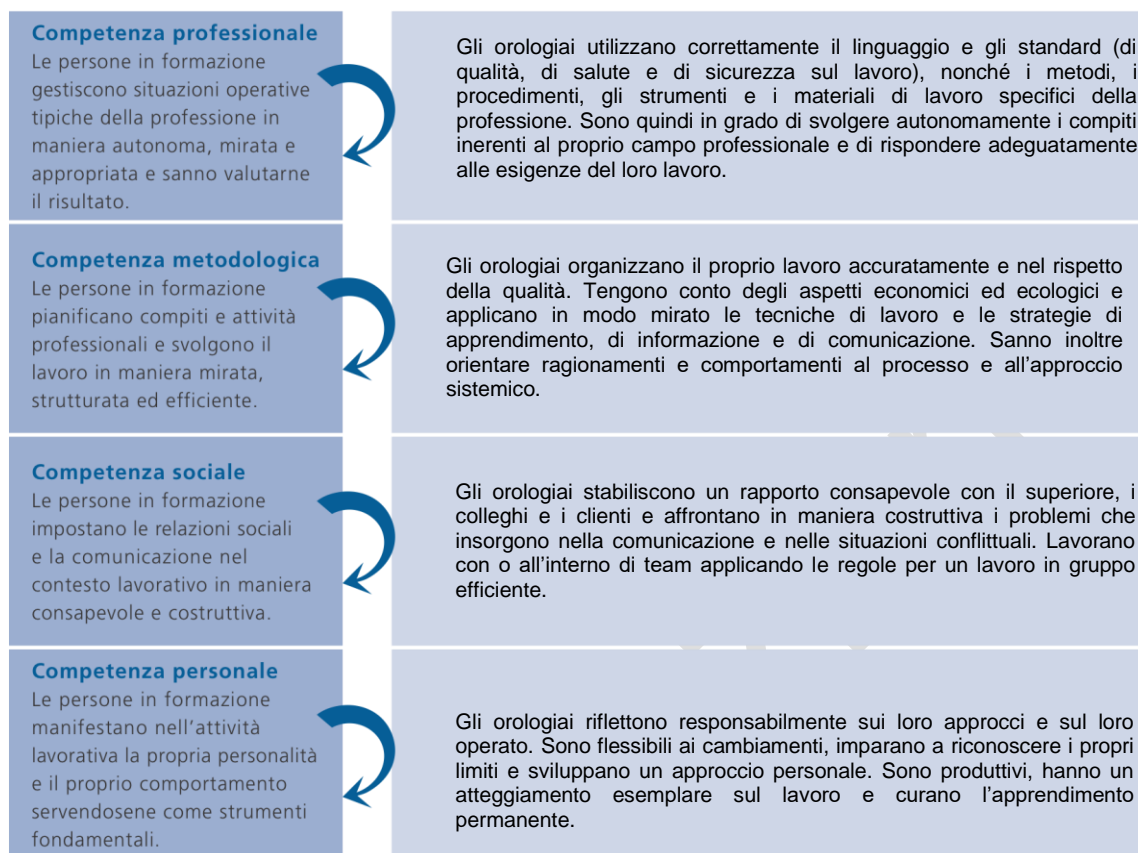 Competenza professionale
Le persone in formazione
gestiscono situazioni operative
tipiche della professione in
maniera autonoma, mirata e
appropriata e sanno valutarne
il risultato.
Gli orologiai utilizzano correttamente il linguaggio e gli standard (di
qualità, di salute e di sicurezza sul lavoro), nonché i metodi, i
procedimenti, gli strumenti e i materiali di lavoro specifici della
professione. Sono quindi in grado di svolgere autonomamente i compiti
inerenti al proprio campo professionale e di rispondere adeguatamente
alle esigenze del loro lavoro.
Competenza metodologica
Le persone in formazione
pianificano compiti e attività
professionali e svolgono il
lavoro in maniera mirata,
strutturata ed efficiente.
Gli orologiai organizzano il proprio lavoro accuratamente e nel rispetto
della qualità. Tengono conto degli aspetti economici ed ecologici e
applicano in modo mirato le tecniche di lavoro e le strategie di
apprendimento, di informazione e di comunicazione. Sanno inoltre
orientare ragionamenti e comportamenti al processo e all’approccio
sistemico.
Competenza sociale
Le persone in formazione
impostano le relazioni sociali
e la comunicazione nel
contesto lavorativo in maniera
consapevole e costruttiva.
Gli orologiai stabiliscono un rapporto consapevole con il superiore, i
colleghi e i clienti e affrontano in maniera costruttiva i problemi che
insorgono nella comunicazione e nelle situazioni conflittuali. Lavorano
con o all’interno di team applicando le regole per un lavoro in gruppo
efficiente.
Competenza personale
Le persone in formazione
manifestano nell’attività
lavorativa la propria personalità
e il proprio comportamento
servendosene come strumenti
fondamentali.
Gli orologiai riflettono responsabilmente sui loro approcci e sul loro
operato. Sono flessibili ai cambiamenti, imparano a riconoscere i propri
limiti e sviluppano un approccio personale. Sono produttivi, hanno un
atteggiamento esemplare sul lavoro e curano l’apprendimento
permanente.